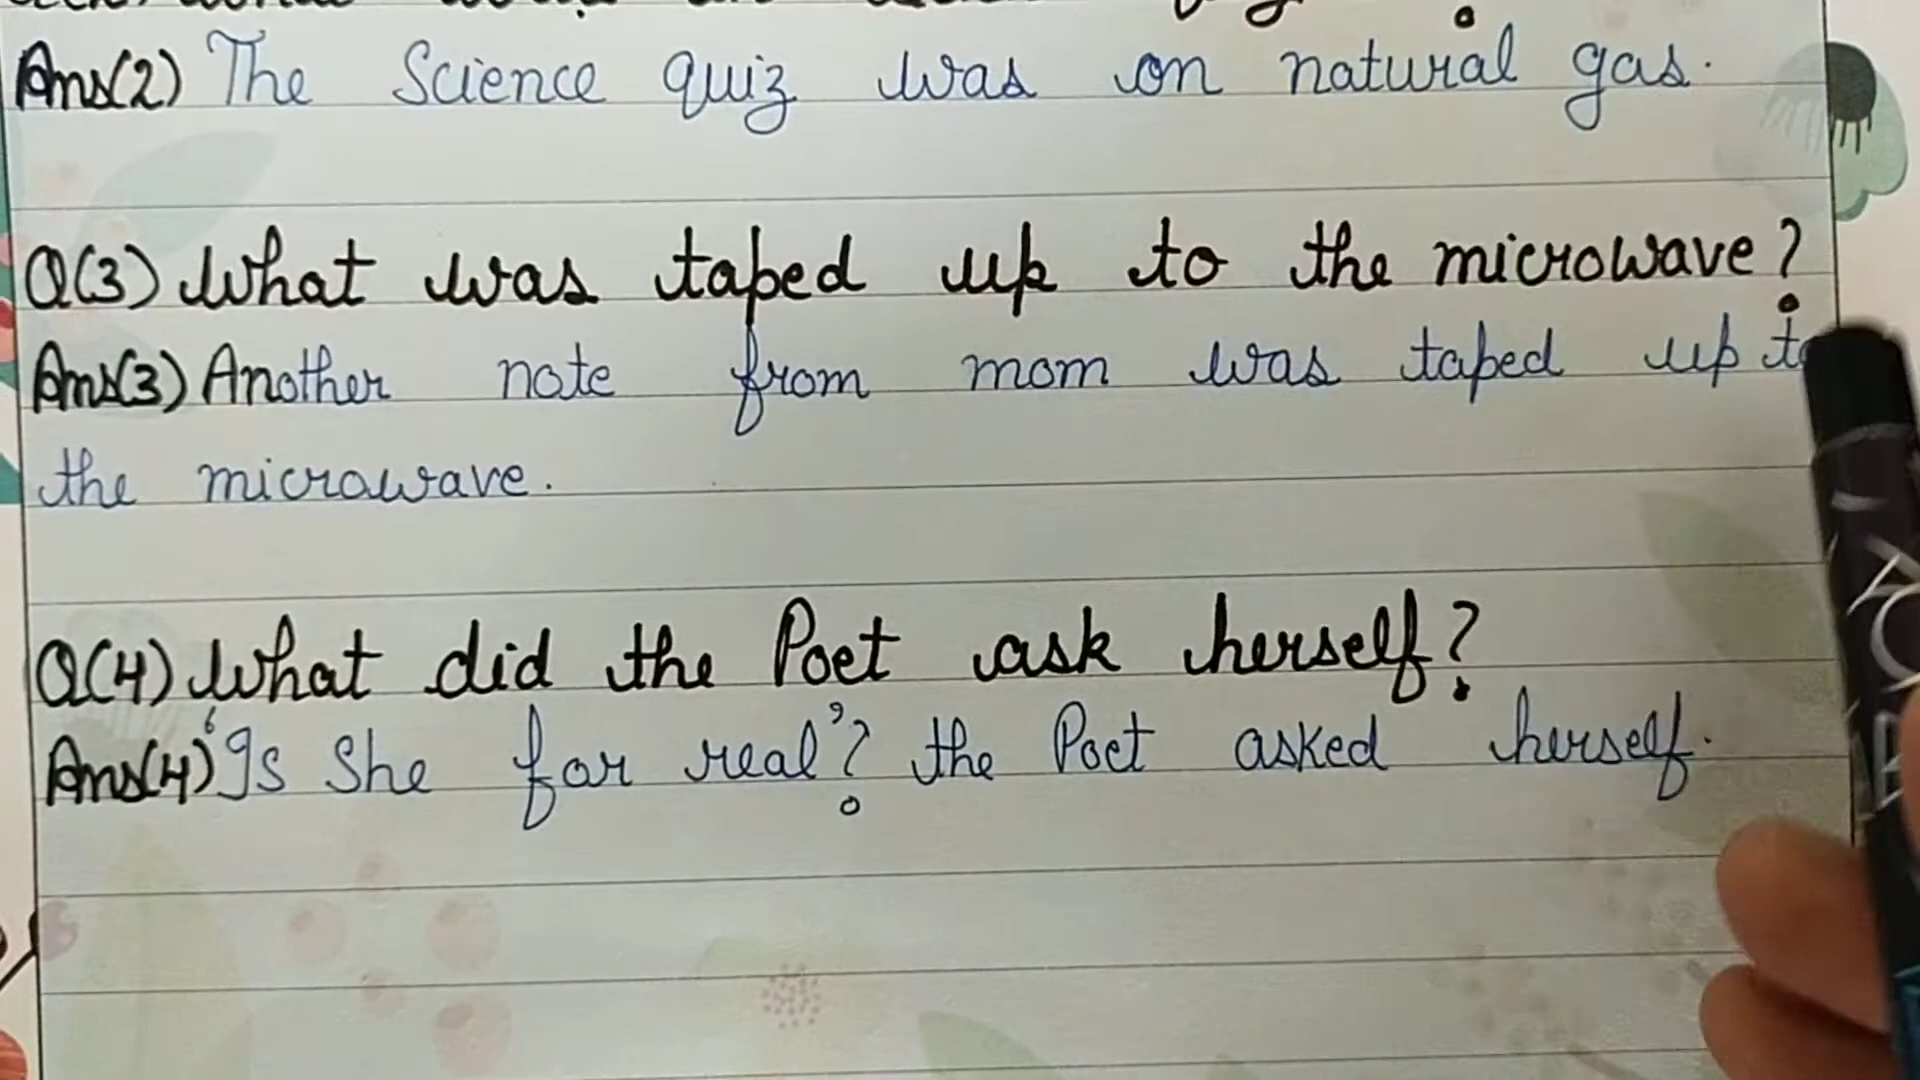 Ans(2) The Science quiz was on natural gas.
Q(3) What was taped up to the microwave?
Ans(3) Another note from mom was taped up to
the microwave.
Q(4) What did the Poet ask herself?
Ans(4) 'Is She for real'? the Poet asked herself.